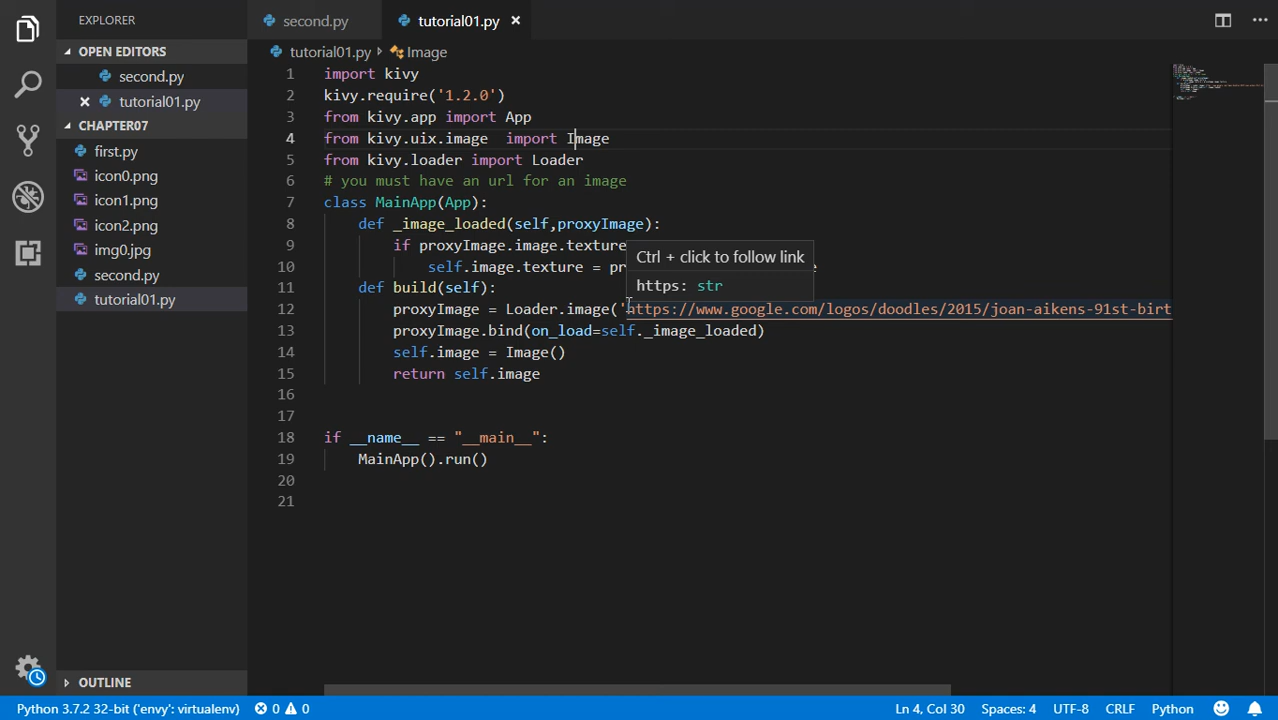 EXPLORER
second.py
tutorial01.py
OPEN EDITORS
second.py
tutorial01.py
CHAPTER07
first.py
icon0.png
icon1.png
icon2.png
img0.jpg
second.py
tutorial01.py
OUTLINE
tutorial01.py Image
1 import kivy
2 kivy.require('1.2.0')
3 from kivy.app import App
4 from kivy.uix.image  import Image
5 from kivy.loader import Loader
6 # you must have an url for an image
7 class MainApp(App):
8     def _image_loaded(self,proxyImage):
9         if proxyImage.image.texture
10             self.image.texture = pr
11     def build(self):
12         proxyImage = Loader.image('https://www.google.com/logos/doodles/2015/joan-aikens-91st-birt
13         proxyImage.bind(on_load=self._image_loaded)
14         self.image = Image()
15         return self.image
16
17
18 if __name__ == "__main__":
19     MainApp().run()
20
21
Ctrl + click to follow link
https: str
Python 3.7.2 32-bit ('envy': virtualenv) 0 0 Ln 4, Col 30 Spaces: 4 UTF-8 CRLF Python